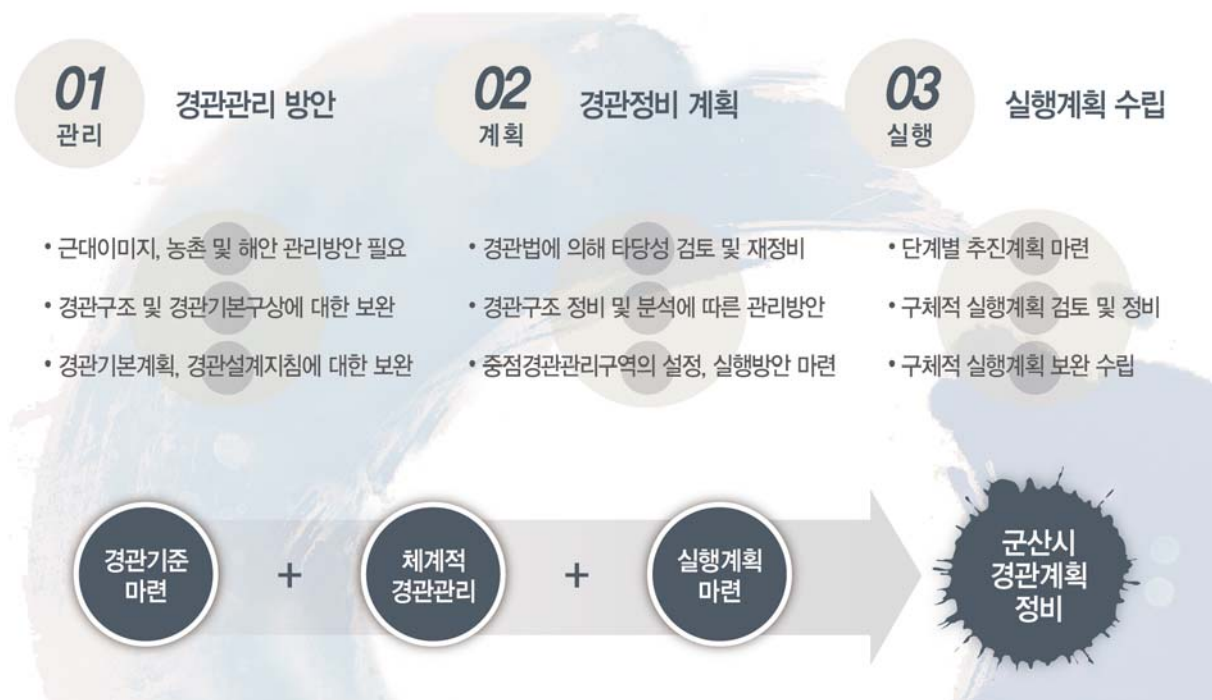 01
관리
경관관리 방안
• 근대이미지, 농촌 및 해안 관리방안 필요
• 경관구조 및 경관기본구상에 대한 보완
• 경관기본계획, 경관설계지침에 대한 보완
02
계획
경관정비 계획
• 경관법에 의해 타당성 검토 및 재정비
• 경관구조 정비 및 분석에 따른 관리방안
• 중점경관관리구역의 설정, 실행방안 마련
03
실행
실행계획 수립
• 단계별 추진계획 마련
• 구체적 실행계획 검토 및 정비
• 구체적 실행계획 보완 수립
경관기준
마련
+
체계적
경관관리
+
실행계획
마련
군산시
경관계획
정비